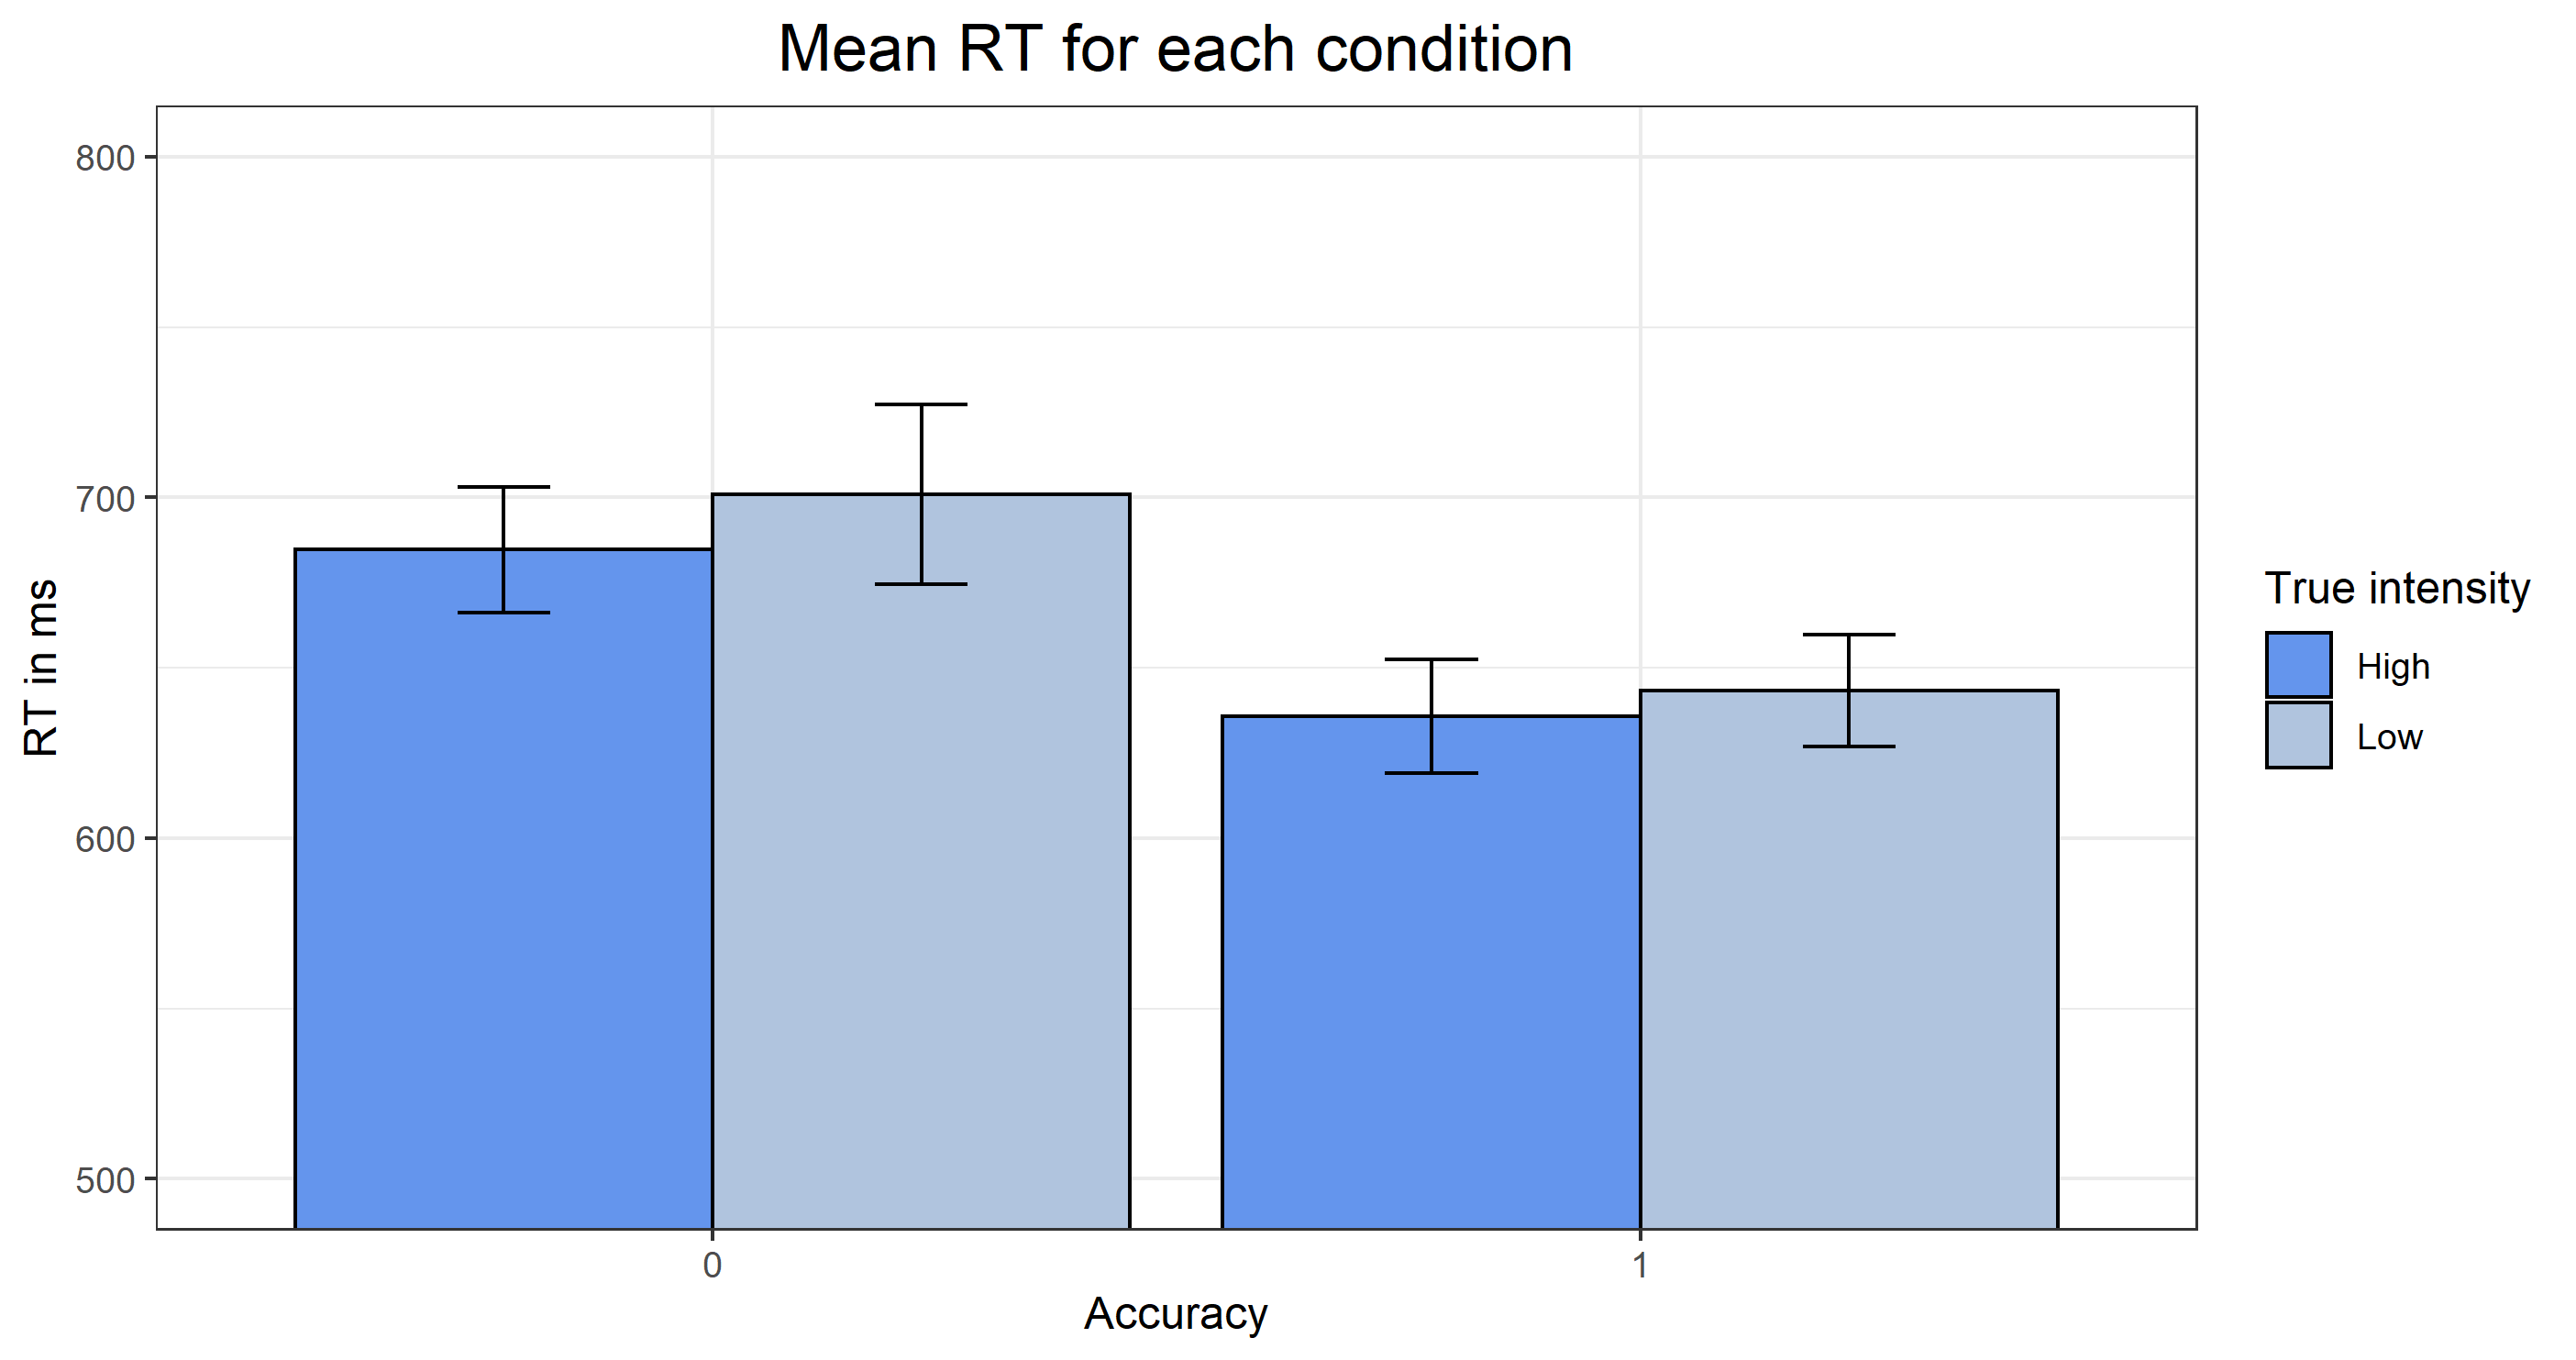 Mean RT for each condition
800
700
600
500
RT in ms
0
1
Accuracy
True intensity
High
Low